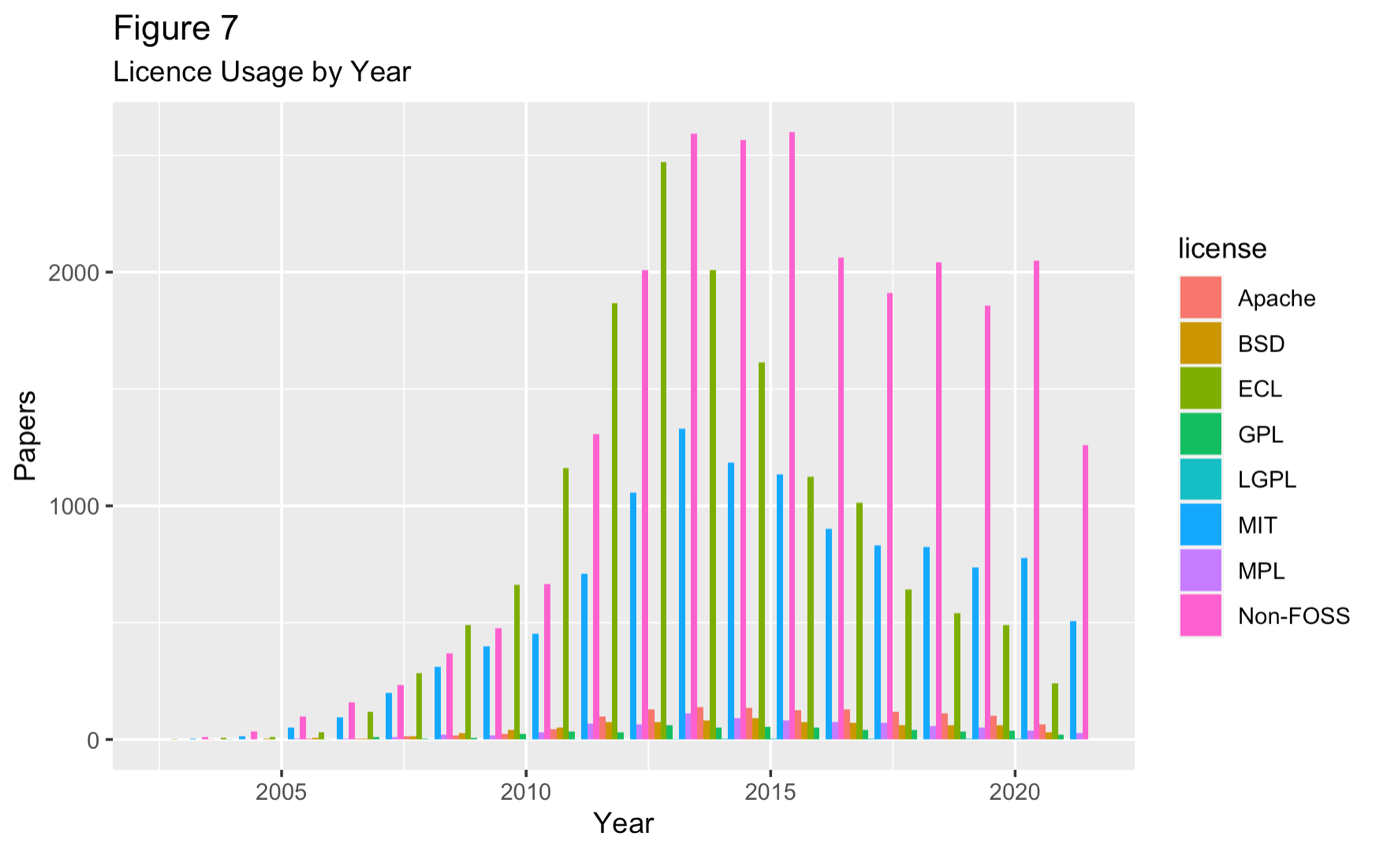 Figure 7
Licence Usage by Year
Papers
2000
1000
0
2005
2010
2015
2020
Year
license
Apache
BSD
ECL
GPL
LGPL
MIT
MPL
Non-FOSS